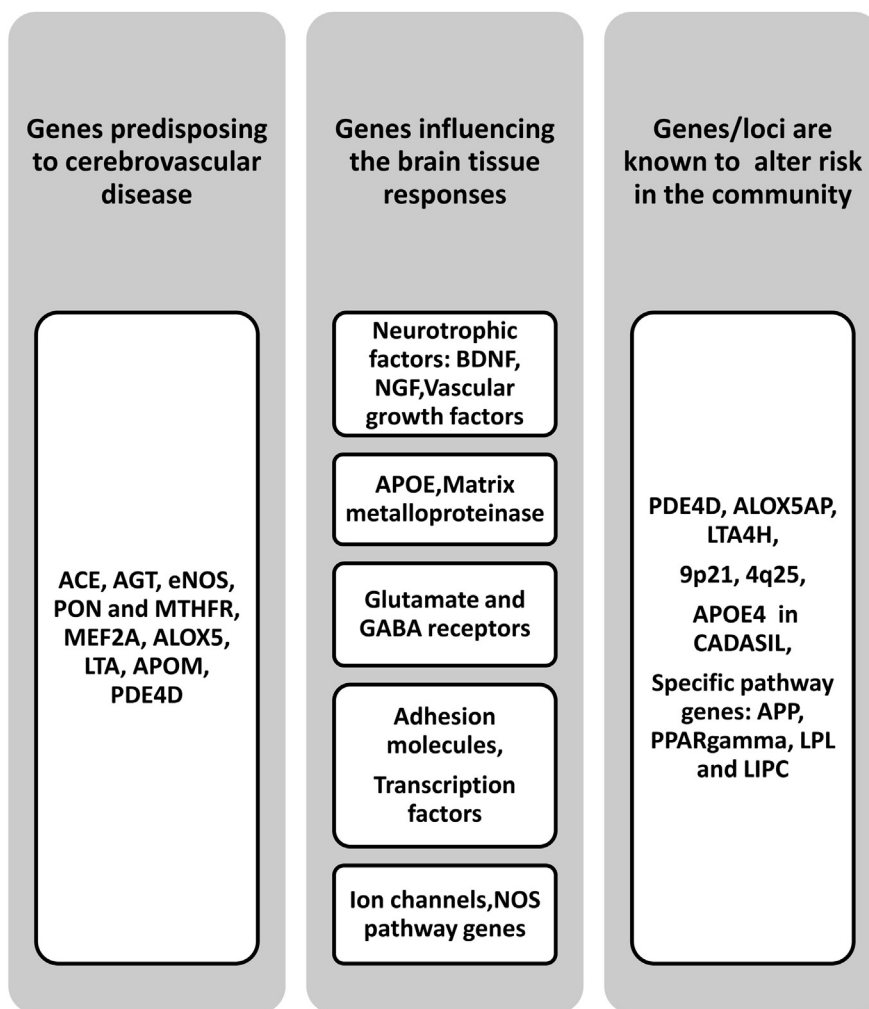 Genes predisposing
to cerebrovascular
disease
ACE, AGT, eNOS,
PON and MTHFR,
MEF2A, ALOX5,
LTA, APOM,
PDE4D
Genes influencing
the brain tissue
responses
Neurotrophic
factors: BDNF,
NGF,Vascular
growth factors
APOE,Matrix
metalloproteinase
Glutamate and
GABA receptors
Adhesion
molecules,
Transcription
factors
Ion channels,NOS
pathway genes
Genes/loci are
known to  alter risk
in the community
PDE4D, ALOX5AP,
LTA4H,
9p21, 4q25,
APOE4  in
CADASIL,
Specific pathway
genes: APP,
PPARgamma, LPL
and LIPC